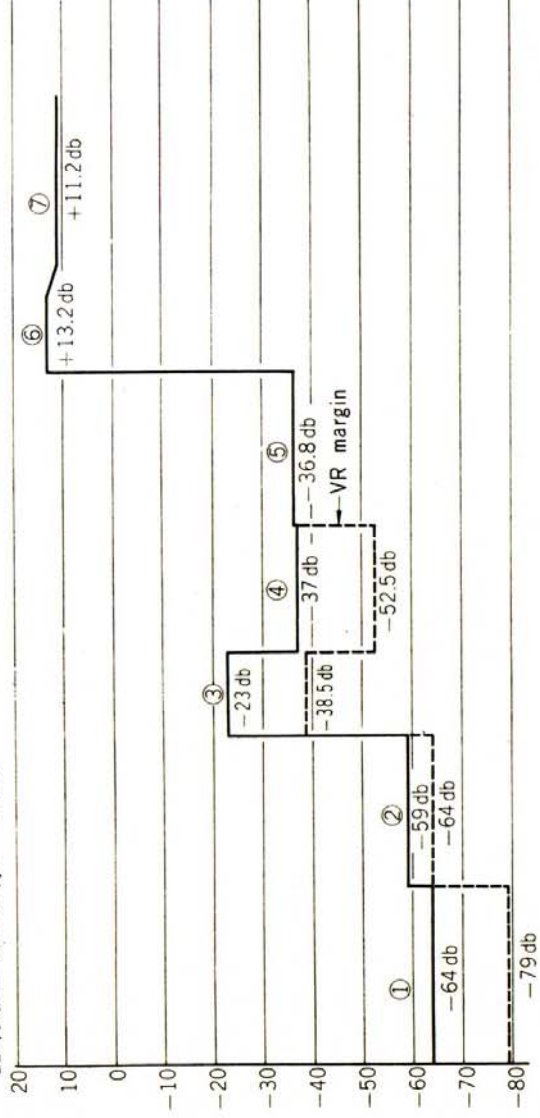 20
10
0
−10
−20
−30
−40
−50
−60
−70
−80
①
−64 db
−79 db
②
−59 db
−64 db
③
−23 db
−38.5 db
④
37 db
−52.5 db
⑤
−36.8 db
VR margin
⑥
+13.2 db
⑦
+11.2 db